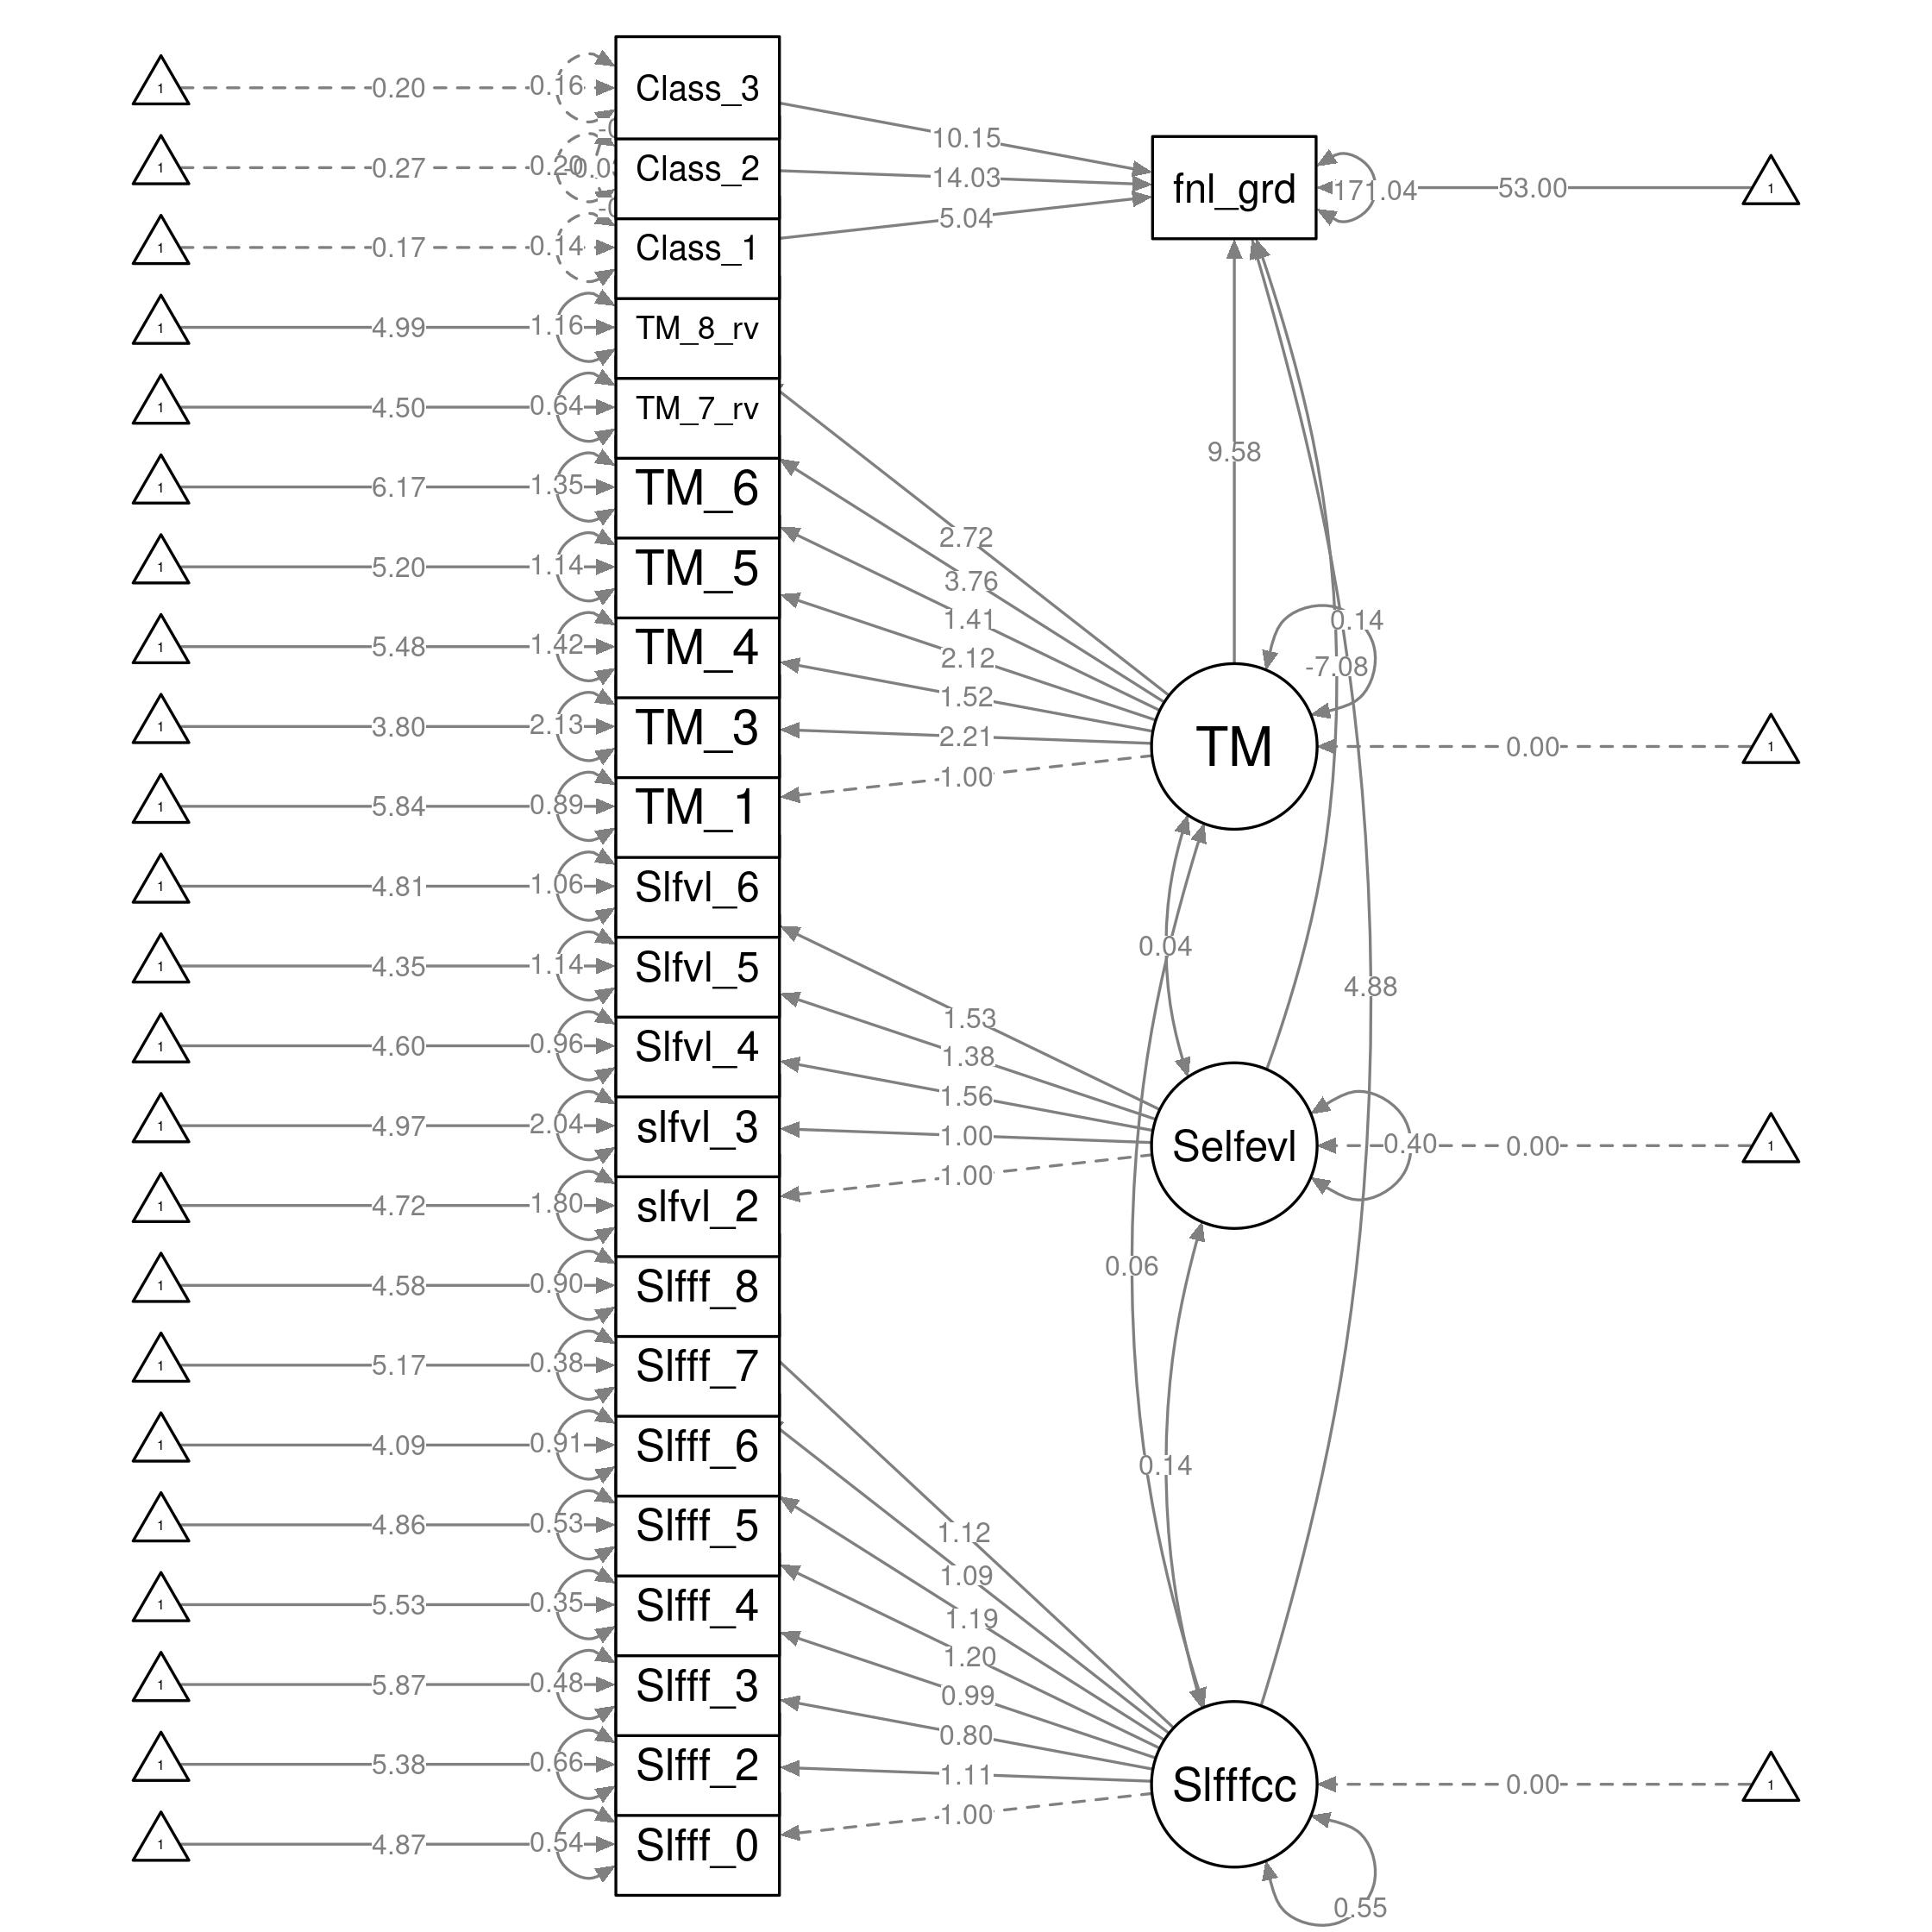 1 0.20 0.16 Class_3
10.15
1 0.27 0.20 -0.03 Class_2
14.03
fnl_grd 171.04 53.00 1
1 0.17 0.14 Class_1
5.04
1 4.99 1.16 TM_8_rv
1 4.50 0.64 TM_7_rv
9.58
1 6.17 1.35 TM_6
2.72
1 5.20 1.14 TM_5
3.76
1.41
0.14
1 5.48 1.42 TM_4
2.12
-7.08
1.52
1 3.80 2.13 TM_3
2.21
TM 0.00 1
1.00
1 5.84 0.89 TM_1
1 4.81 1.06 Slfvl_6
0.04
1 4.35 1.14 Slfvl_5
4.88
1.53
1 4.60 0.96 Slfvl_4
1.38
1.56
1 4.97 2.04 slfvl_3
1.00
Selfevl 0.40 0.00 1
1.00
1 4.72 1.80 slfvl_2
0.06
1 4.58 0.90 Slfff_8
1 5.17 0.38 Slfff_7
1 4.09 0.91 Slfff_6
0.14
1 4.86 0.53 Slfff_5
1.12
1.09
1 5.53 0.35 Slfff_4
1.19
1.20
1 5.87 0.48 Slfff_3
0.99
0.80
1 5.38 0.66 Slfff_2
1.11
Slfffcc 0.00 1
1.00
1 4.87 0.54 Slfff_0
0.55